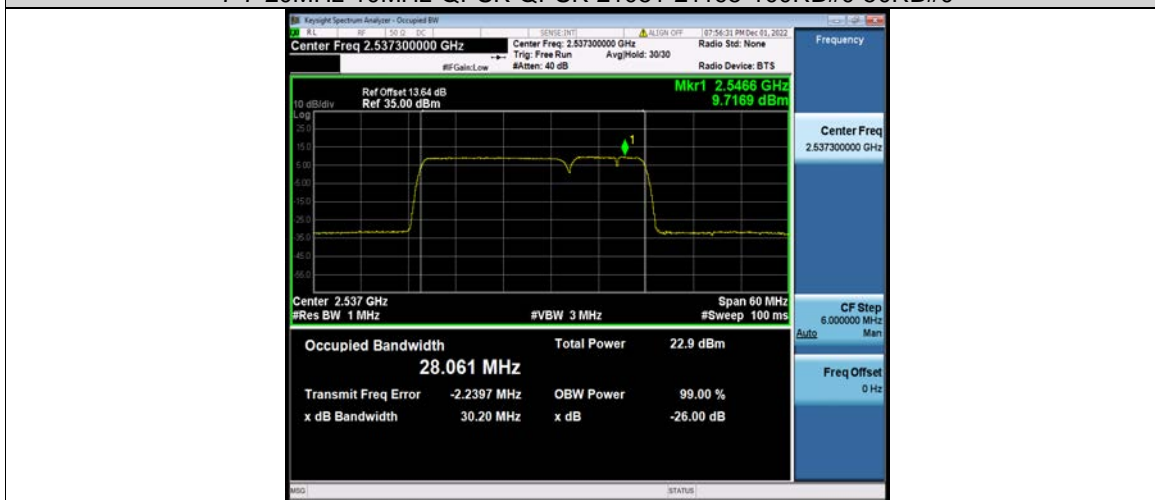 Keysight Spectrum Analyzer - Occupied BW
RL RF 50 Ω DC SENSE:INT ALIGN OFF 07:56:31 PM Dec 01, 2022
Center Freq 2.537300000 GHz
Center Freq: 2.537300000 GHz
Radio Std: None
Trig: Free Run Avg|Hold: 30/30
#IFGain:Low #Atten: 40 dB
Radio Device: BTS
Frequency
Mkr1 2.5466 GHz
9.7169 dBm
Ref Offset 13.64 dB
10 dB/div Ref 35.00 dBm
Log
25.0
15.0
5.00
-5.00
-15.0
-25.0
-35.0
-45.0
-55.0
1
Center 2.537 GHz Span 60 MHz
#Res BW 1 MHz #VBW 3 MHz #Sweep 100 ms
Occupied Bandwidth Total Power 22.9 dBm
28.061 MHz
Transmit Freq Error -2.2397 MHz OBW Power 99.00 %
x dB Bandwidth 30.20 MHz x dB -26.00 dB
Center Freq
2.537300000 GHz
CF Step
6.000000 MHz
Auto Man
Freq Offset
0 Hz
MSG STATUS